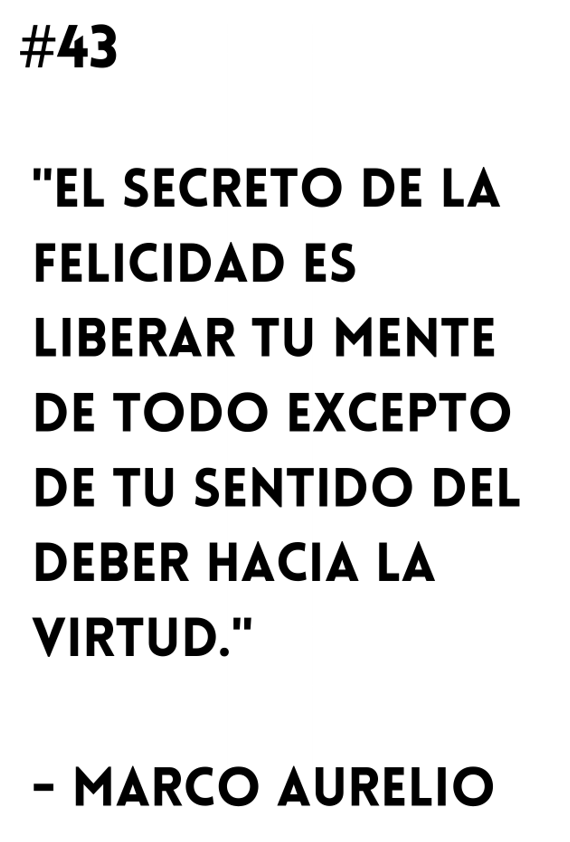 #43
"EL SECRETO DE LA
FELICIDAD ES
LIBERAR TU MENTE
DE TODO EXCEPTO
DE TU SENTIDO DEL
DEBER HACIA LA
VIRTUD."
- MARCO AURELIO